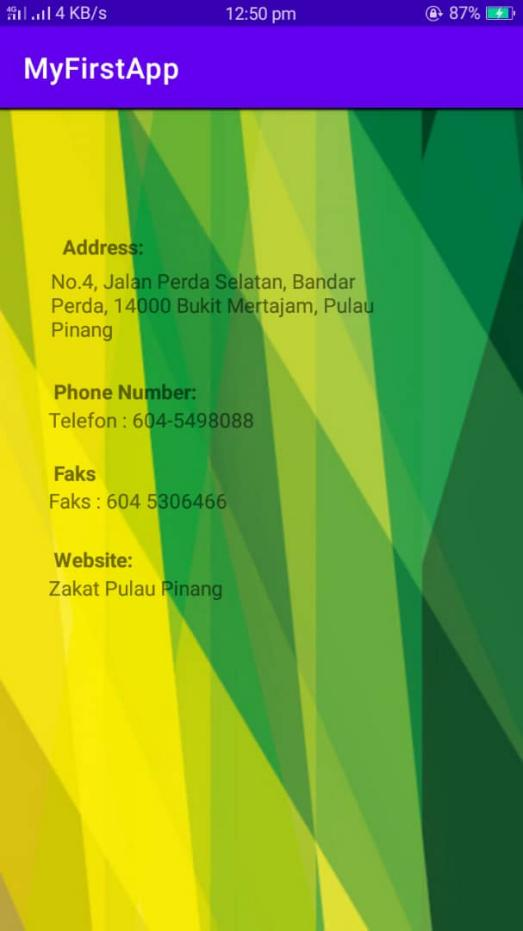 4G 4 KB/s 12:50 pm 87%
MyFirstApp
Address:
No.4, Jalan Perda Selatan, Bandar
Perda, 14000 Bukit Mertajam, Pulau
Pinang
Phone Number:
Telefon : 604-5498088
Faks
Faks : 604 5306466
Website:
Zakat Pulau Pinang